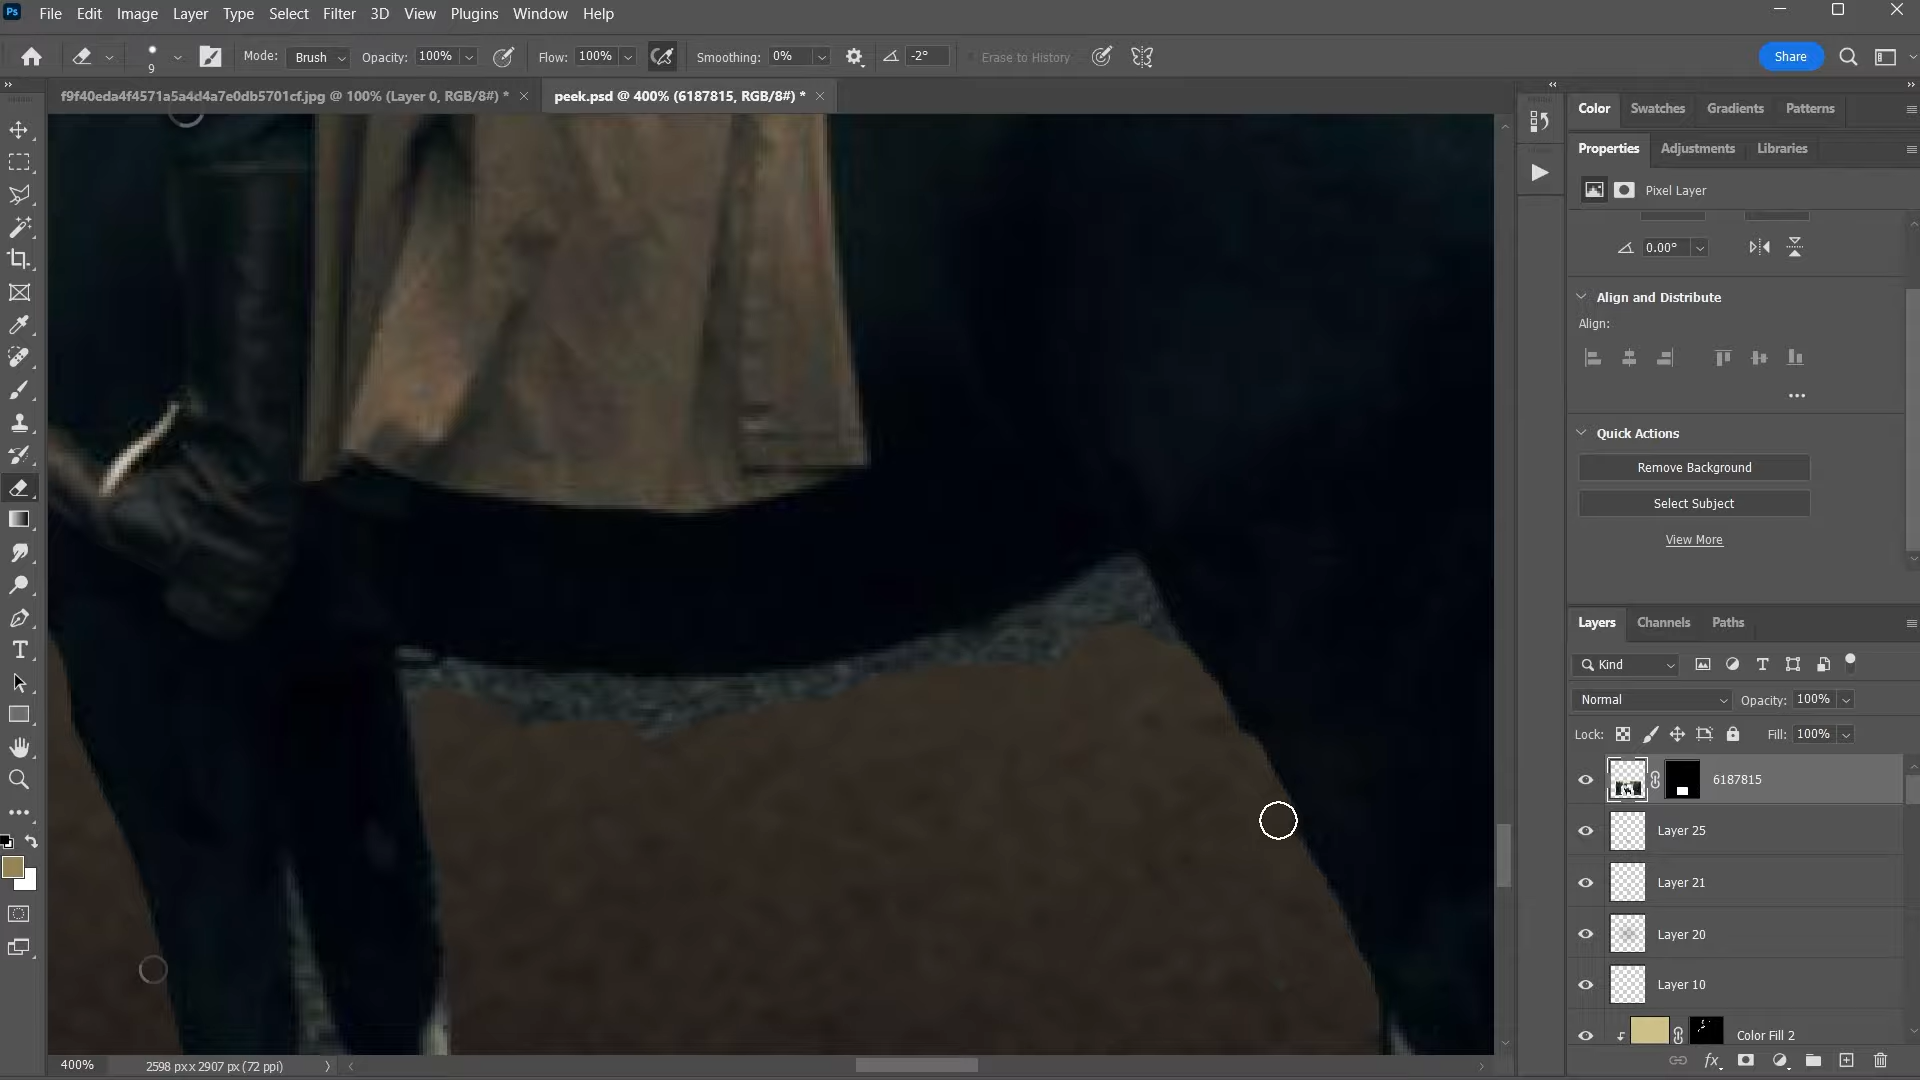 Ps File Edit Image Layer Type Select Filter 3D View Plugins Window Help
9 Mode: Brush Opacity: 100% Flow: 100% Smoothing: 0% -2° Erase to History Share
f9f40eda4f4571a5a4d4a7e0db5701cf.jpg @ 100% (Layer 0, RGB/8#) * peek.psd @ 400% (6187815, RGB/8#) *
Color Swatches Gradients Patterns
Properties Adjustments Libraries
Pixel Layer
0.00°
Align and Distribute
Align:
Quick Actions
Remove Background
Select Subject
View More
Layers Channels Paths
Kind
Normal Opacity: 100%
Lock: Fill: 100%
6187815
Layer 25
Layer 21
Layer 20
Layer 10
Color Fill 2
400% 2598 px x 2907 px (72 ppi)
fx